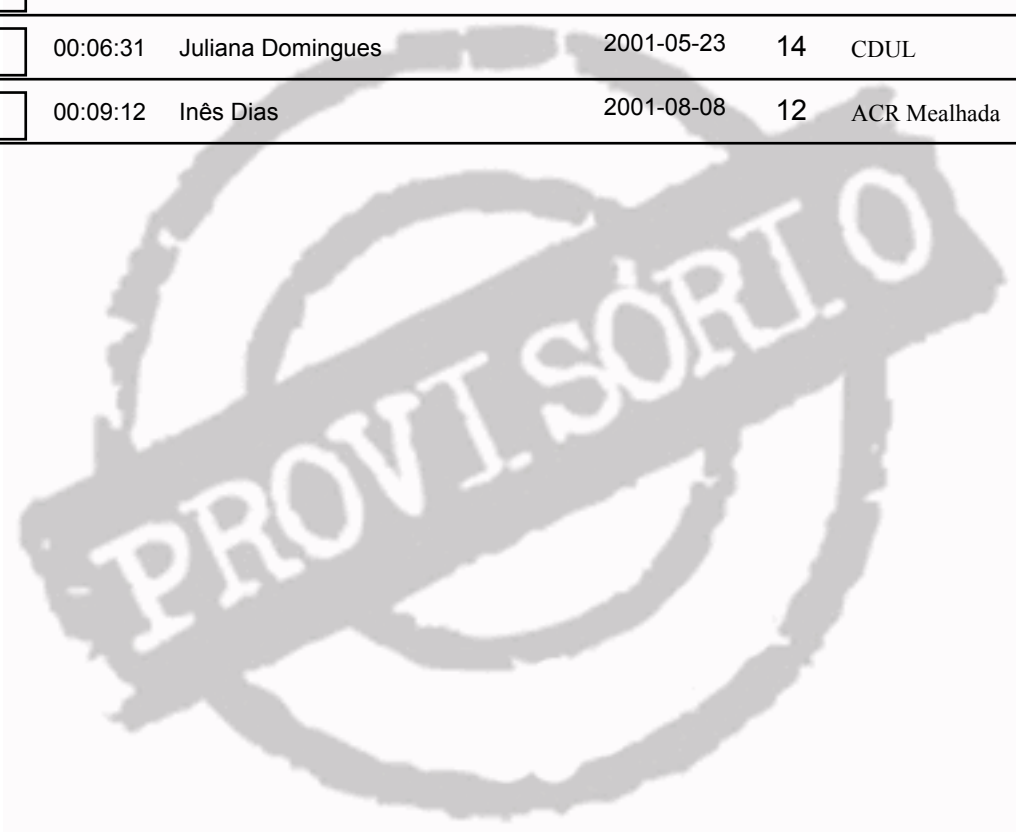 00:06:31 Juliana Domingues 2001-05-23 14 CDUL
00:09:12 Inês Dias 2001-08-08 12 ACR Mealhada
PROVISÓRIO